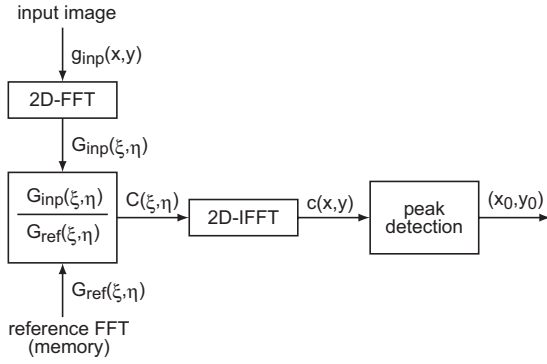 input image
g_inp(x,y)
2D-FFT
G_inp(ξ,η)
G_inp(ξ,η)
G_ref(ξ,η)
C(ξ,η)
2D-IFFT
c(x,y)
peak
detection
(x_0,y_0)
G_ref(ξ,η)
reference FFT
(memory)